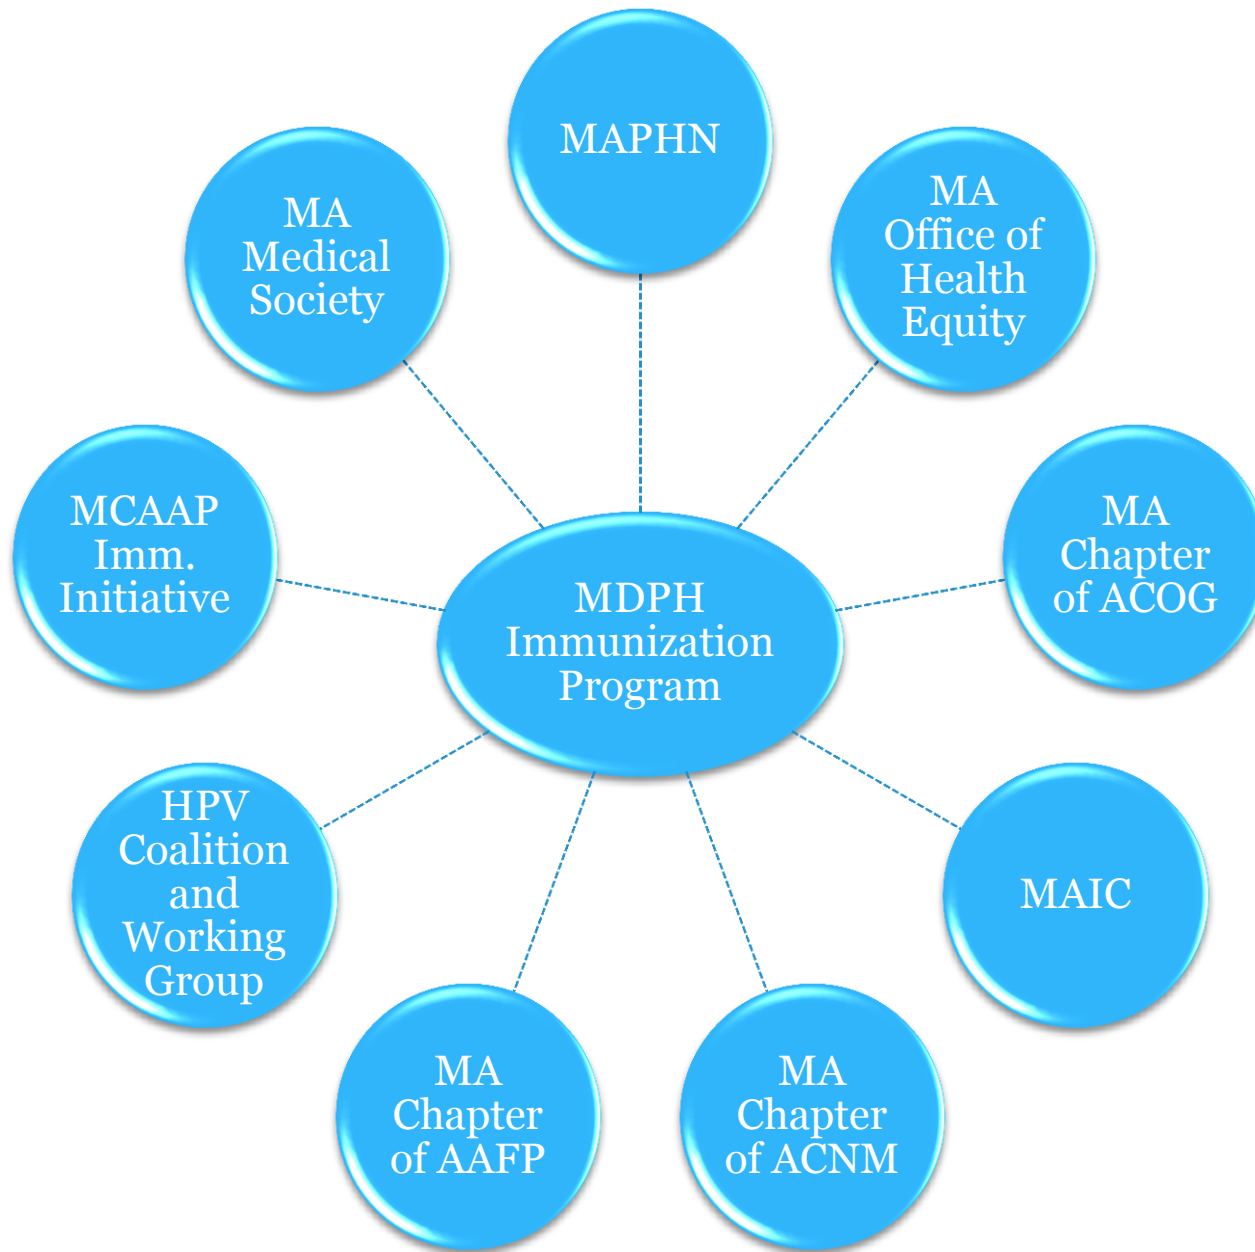 MAPHN
MA
Office of
Health
Equity
MA
Chapter
of ACOG
MAIC
MA
Chapter
of ACNM
MA
Chapter
of AAFP
HPV
Coalition
and
Working
Group
MCAAP
Imm.
Initiative
MA
Medical
Society
MDPH
Immunization
Program